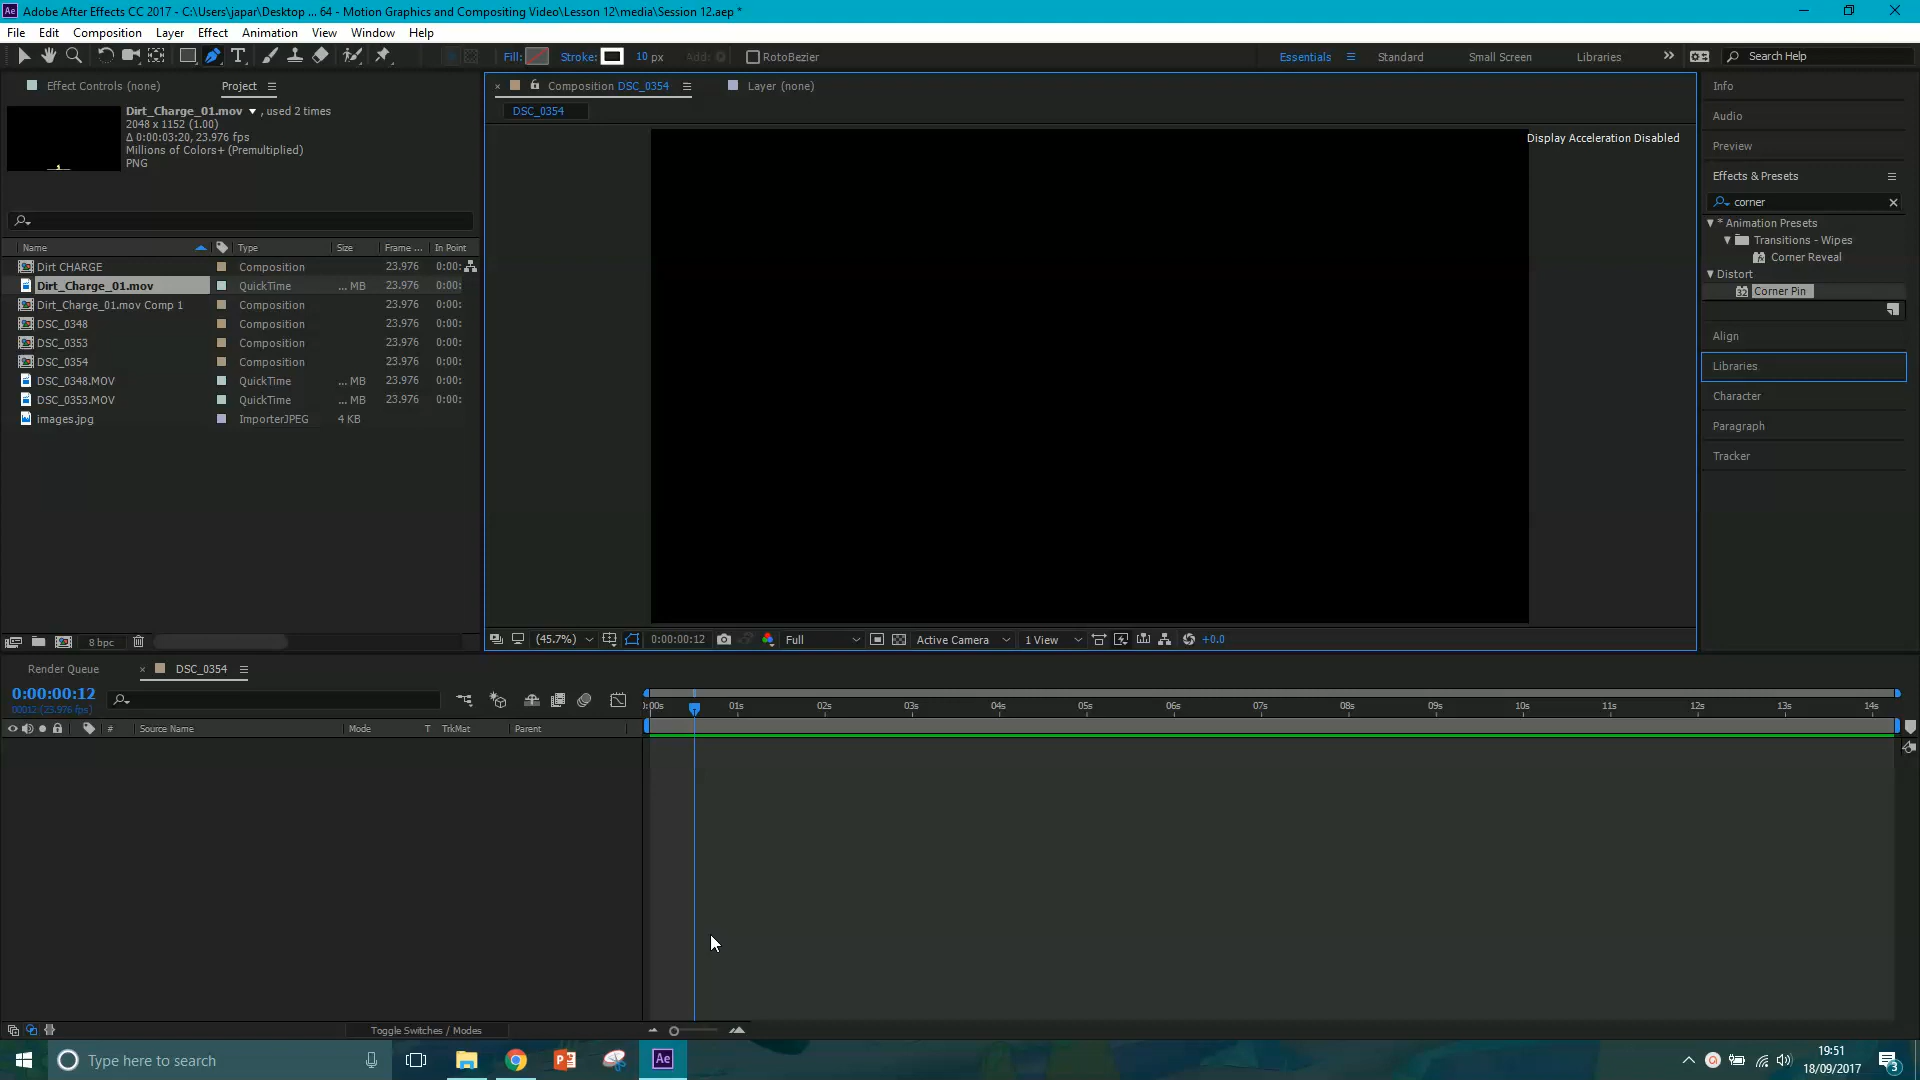 Adobe After Effects CC 2017 - C:\Users\japar\Desktop ... 64 - Motion Graphics and Compositing Video\Lesson 12\media\Session 12.aep *
File Edit Composition Layer Effect Animation View Window Help
Fill: Stroke: 10 px Add: RotoBezier Essentials Standard Small Screen Libraries Search Help
Effect Controls (none) Project
Dirt_Charge_01.mov , used 2 times
2048 x 1152 (1.00)
Δ 0:00:03:20, 23.976 fps
Millions of Colors+ (Premultiplied)
PNG
Name Type Size Frame ... In Point
Dirt CHARGE Composition 23.976 0:00:
Dirt_Charge_01.mov QuickTime ... MB 23.976 0:00:
Dirt_Charge_01.mov Comp 1 Composition 23.976 0:00:
DSC_0348 Composition 23.976 0:00:
DSC_0353 Composition 23.976 0:00:
DSC_0354 Composition 23.976 0:00:
DSC_0348.MOV QuickTime ... MB 23.976 0:00:
DSC_0353.MOV QuickTime ... MB 23.976 0:00:
images.jpg ImporterJPEG 4 KB
8 bpc
Composition DSC_0354 Layer (none)
DSC_0354
Display Acceleration Disabled
(45.7%) 0:00:00:12 Full Active Camera 1 View +0.0
Info
Audio
Preview
Effects & Presets
corner
* Animation Presets
Transitions - Wipes
Corner Reveal
Distort
32 Corner Pin
Align
Libraries
Character
Paragraph
Tracker
Render Queue DSC_0354
0:00:00:12
00012 (23.976 fps)
:00s 01s 02s 03s 04s 05s 06s 07s 08s 09s 10s 11s 12s 13s 14s
# Source Name Mode T TrkMat Parent
Toggle Switches / Modes
Type here to search
Ae
19:51
18/09/2017
3